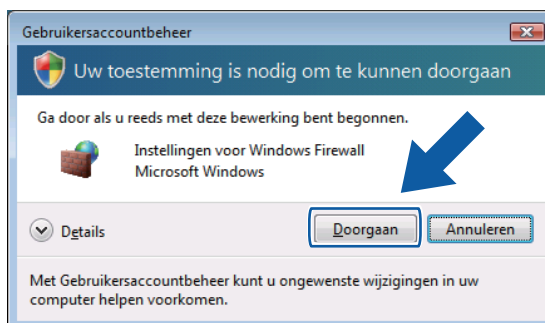 Gebruikersaccountbeheer
Uw toestemming is nodig om te kunnen doorgaan
Ga door als u reeds met deze bewerking bent begonnen.
Instellingen voor Windows Firewall
Microsoft Windows
Details
Doorgaan
Annuleren
Met Gebruikersaccountbeheer kunt u ongewenste wijzigingen in uw
computer helpen voorkomen.